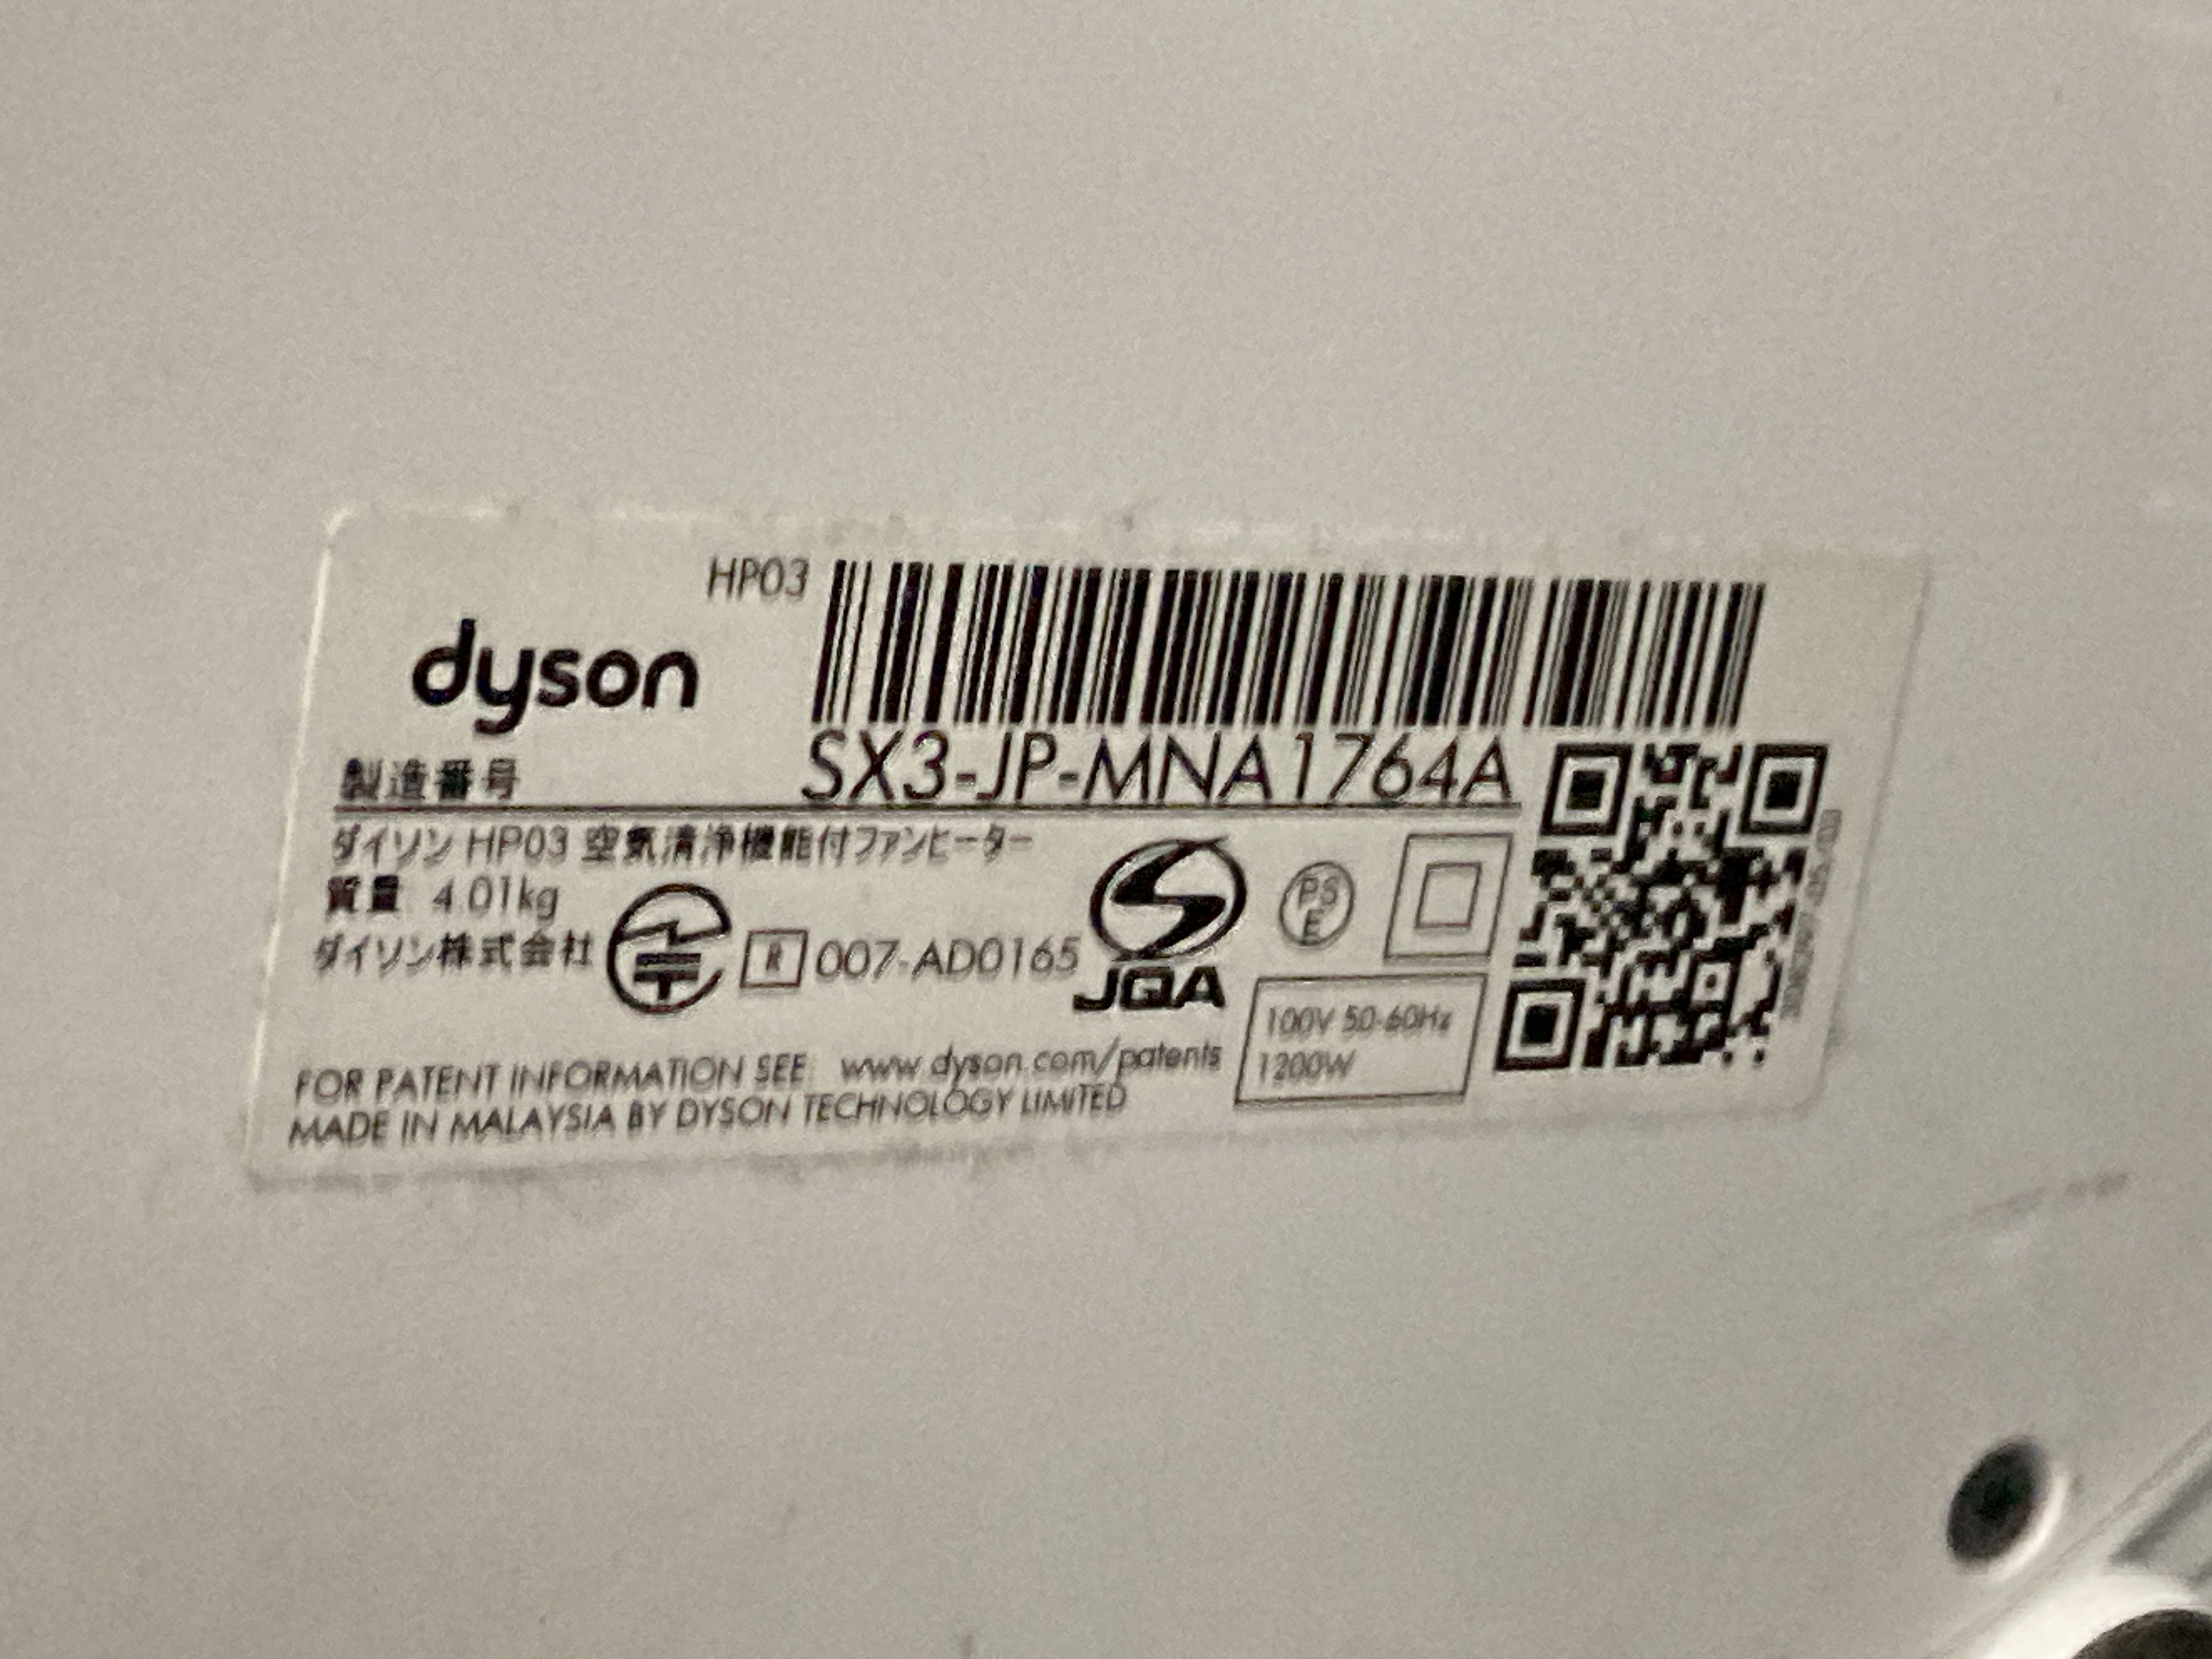 HP03
dyson
製造番号 SX3-JP-MNA1764A
ダイソン HP03 空気清浄機能付ファンヒーター
質量 4.01kg
ダイソン株式会社
R 007-AD0165
JQA
PS
E
100V 50-60Hz
1200W
FOR PATENT INFORMATION SEE: www.dyson.com/patents
MADE IN MALAYSIA BY DYSON TECHNOLOGY LIMITED